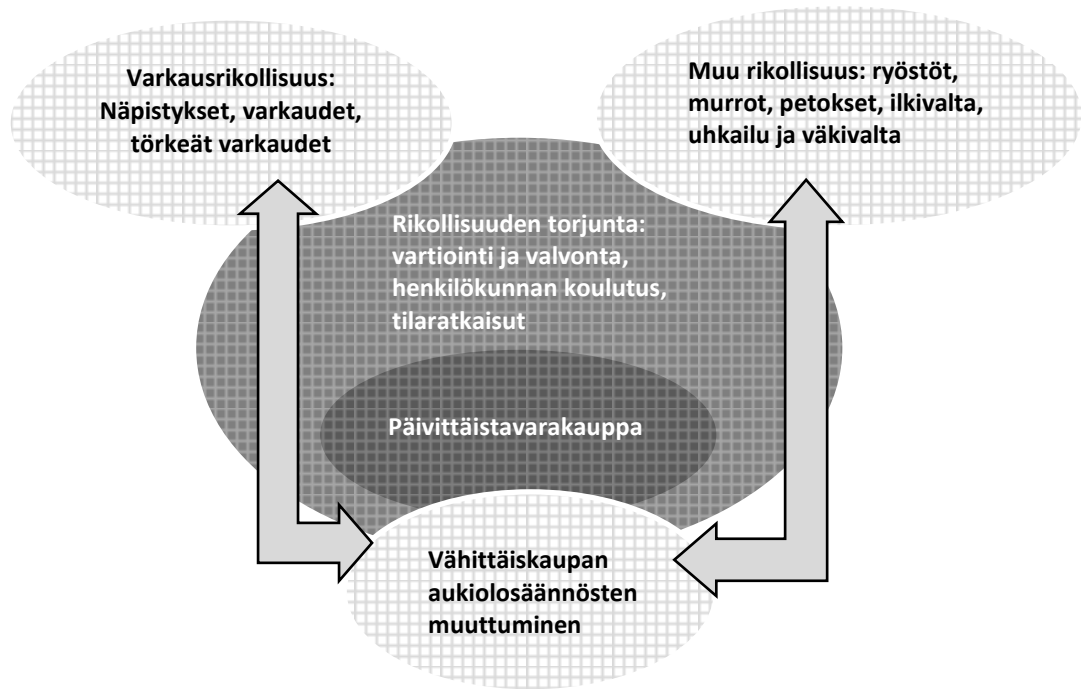 Varkausrikollisuus:
Näpistykset, varkaudet,
törkeät varkaudet
Muu rikollisuus: ryöstöt,
murrot, petokset, ilkivalta,
uhkailu ja väkivalta
Rikollisuuden torjunta:
vartiointi ja valvonta,
henkilökunnan koulutus,
tilaratkaisut
Päivittäistavarakauppa
Vähittäiskaupan
aukiolosäännösten
muuttuminen